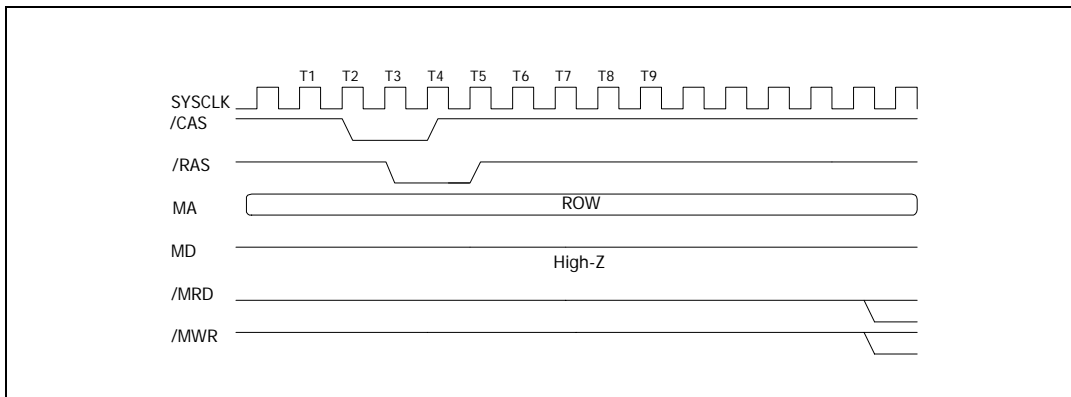 T1 T2 T3 T4 T5 T6 T7 T8 T9
SYSCLK
/CAS
/RAS
MA ROW
MD
High-Z
/MRD
/MWR